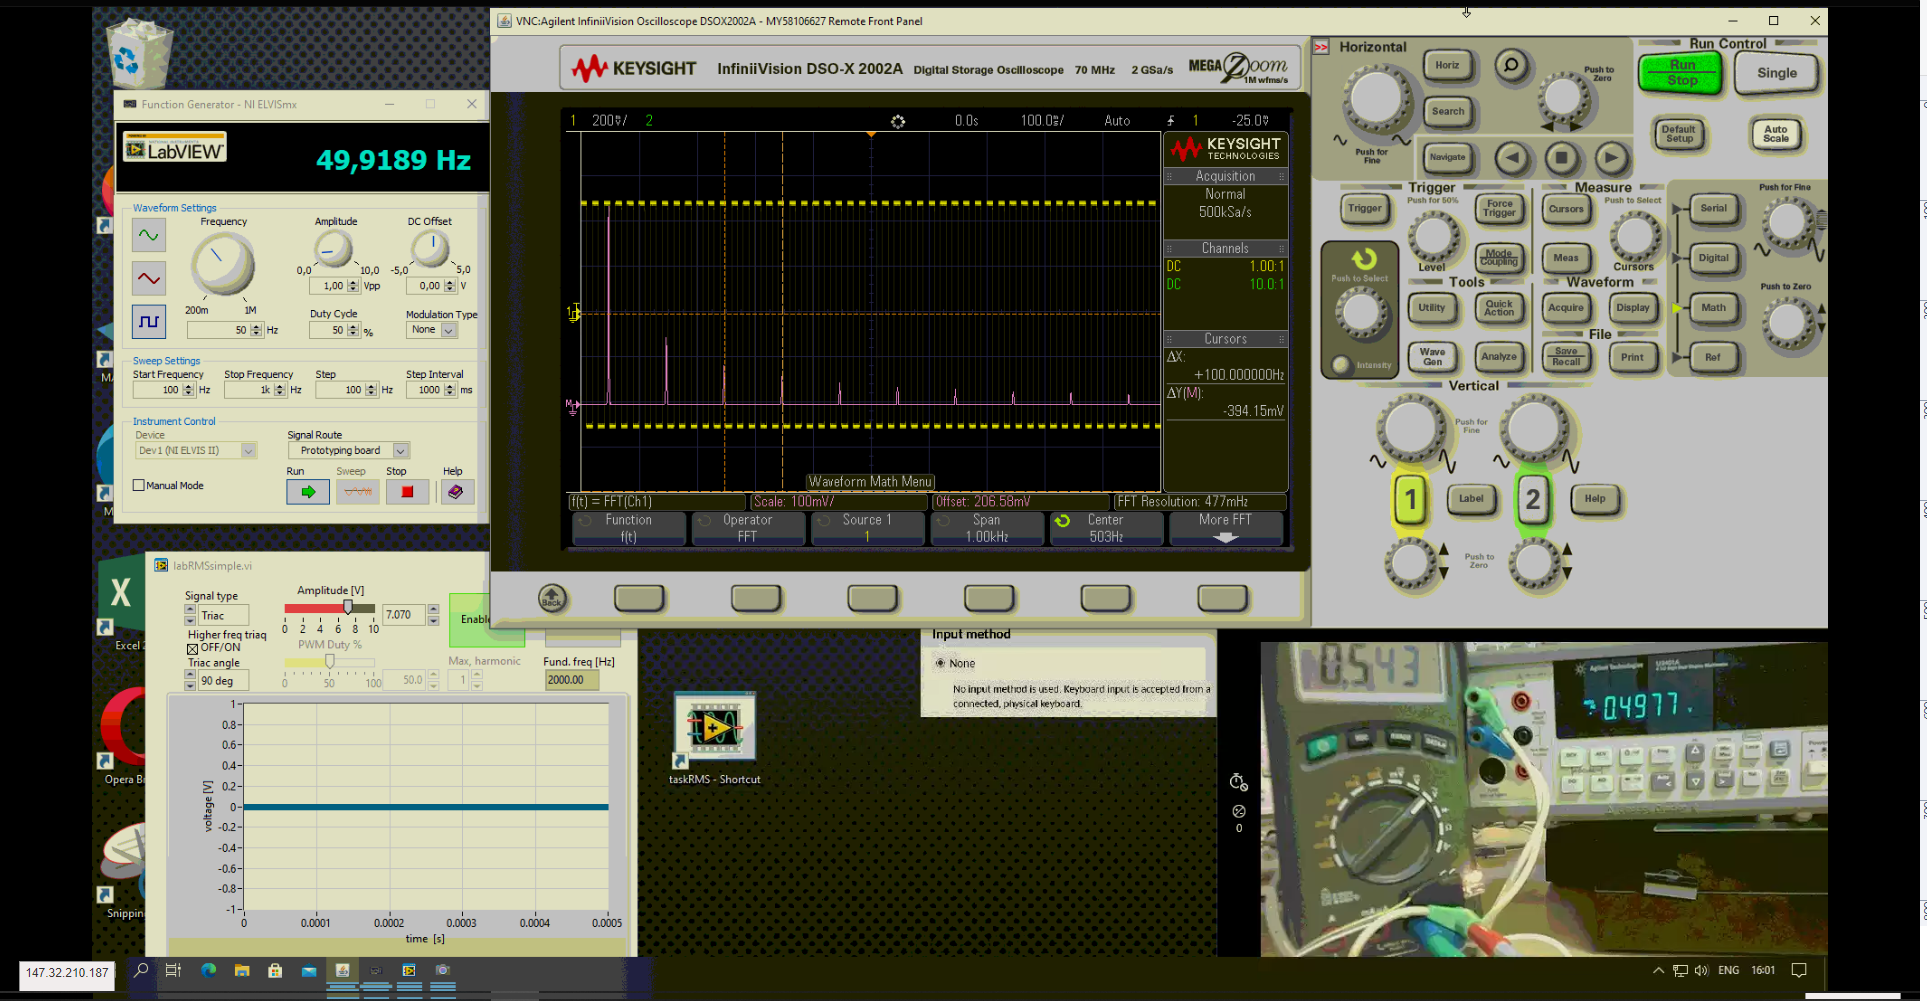 VNC:Agilent InfiniiVision Oscilloscope DSOX2002A - MY58106627 Remote Front Panel
Function Generator - NI ELVISmx
LabVIEW
49,9189 Hz
Waveform Settings
Frequency
Amplitude
DC Offset
0,0
10,0
-5,0
5,0
200m
1M
1,00
Vpp
0,00
V
Duty Cycle
Modulation Type
50
Hz
50
%
None
Sweep Settings
Start Frequency
Stop Frequency
Step
Step Interval
100
Hz
1k
Hz
100
Hz
1000
ms
Instrument Control
Device
Signal Route
Dev1 (NI ELVIS II)
Prototyping board
Run
Sweep
Stop
Help
Manual Mode
KEYSIGHT
InfiniiVision DSO-X 2002A
Digital Storage Oscilloscope
70 MHz
2 GSa/s
MEGA Zoom
1M wfms/s
1
200
2
0.0s
100.0
Auto
1
-25.0
KEYSIGHT
TECHNOLOGIES
Acquisition
Normal
500kSa/s
Channels
DC
1.00:1
DC
10.0:1
Cursors
ΔX:
+100.000000Hz
ΔY(M):
-394.15mV
Waveform Math Menu
f(t) = FFT(Ch1)
Scale: 100mV/
Offset: 206.58mV
FFT Resolution: 477mHz
Function
f(t)
Operator
FFT
Source 1
1
Span
1.00kHz
Center
503Hz
More FFT
Back
>>
Horizontal
Horiz
Search
Navigate
Push for
Fine
Push to
Zero
Run Control
Run
Stop
Single
Default
Setup
Auto
Scale
Trigger
Push for 50%
Trigger
Force
Trigger
Mode
Coupling
Level
Measure
Push to Select
Cursors
Meas
Cursors
Push for Fine
Serial
Digital
Push to Zero
Math
Ref
Push to Select
Intensity
Tools
Utility
Quick
Action
Wave
Gen
Analyze
Waveform
Acquire
Display
File
Save
Recall
Print
Vertical
Push for
Fine
1
Label
2
Help
Push to
Zero
labRMSsimple.vi
Signal type
Triac
Higher freq triaq
OFF/ON
Triac angle
90 deg
Amplitude [V]
7.070
0 2 4 6 8 10
PWM Duty %
0
50
100
50.0
Enable
Max, harmonic
1
Fund. freq [Hz]
2000.00
voltage [V]
1
0.8
0.6
0.4
0.2
0
-0.2
-0.4
-0.6
-0.8
-1
0
0.0001
0.0002
0.0003
0.0004
0.0005
time [s]
Excel 2
Opera Br
Snippin
taskRMS - Shortcut
Input method
None
No input method is used. Keyboard input is accepted from a
connected, physical keyboard.
0
0.543
Agilent Technologies
0.4977
147.32.210.187
ENG
16:01